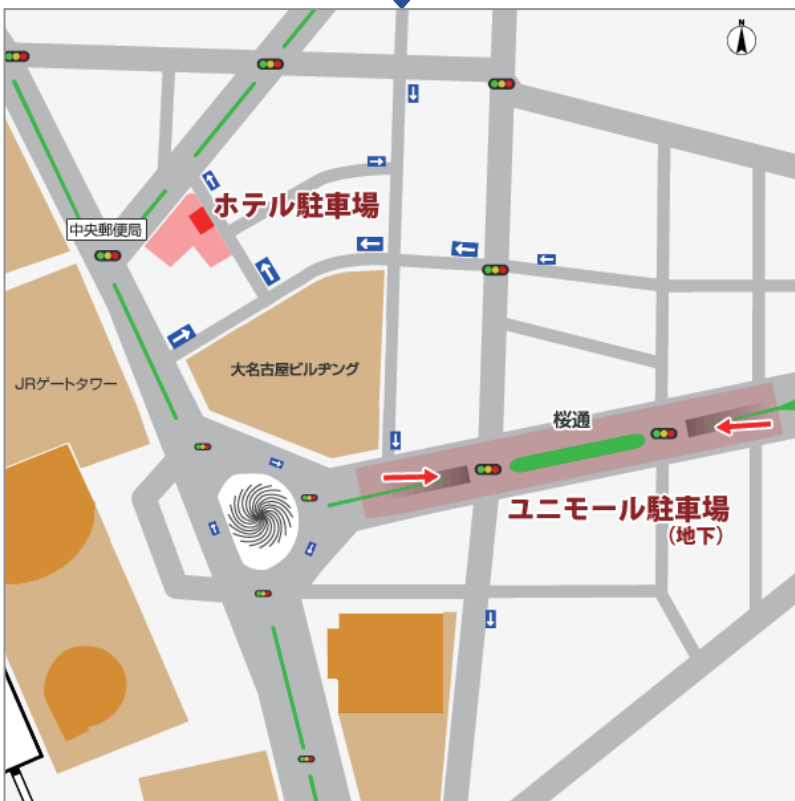 N
ホテル駐車場
中央郵便局
JRゲートタワー
大名古屋ビルヂング
桜通
ユニモール駐車場
(地下)